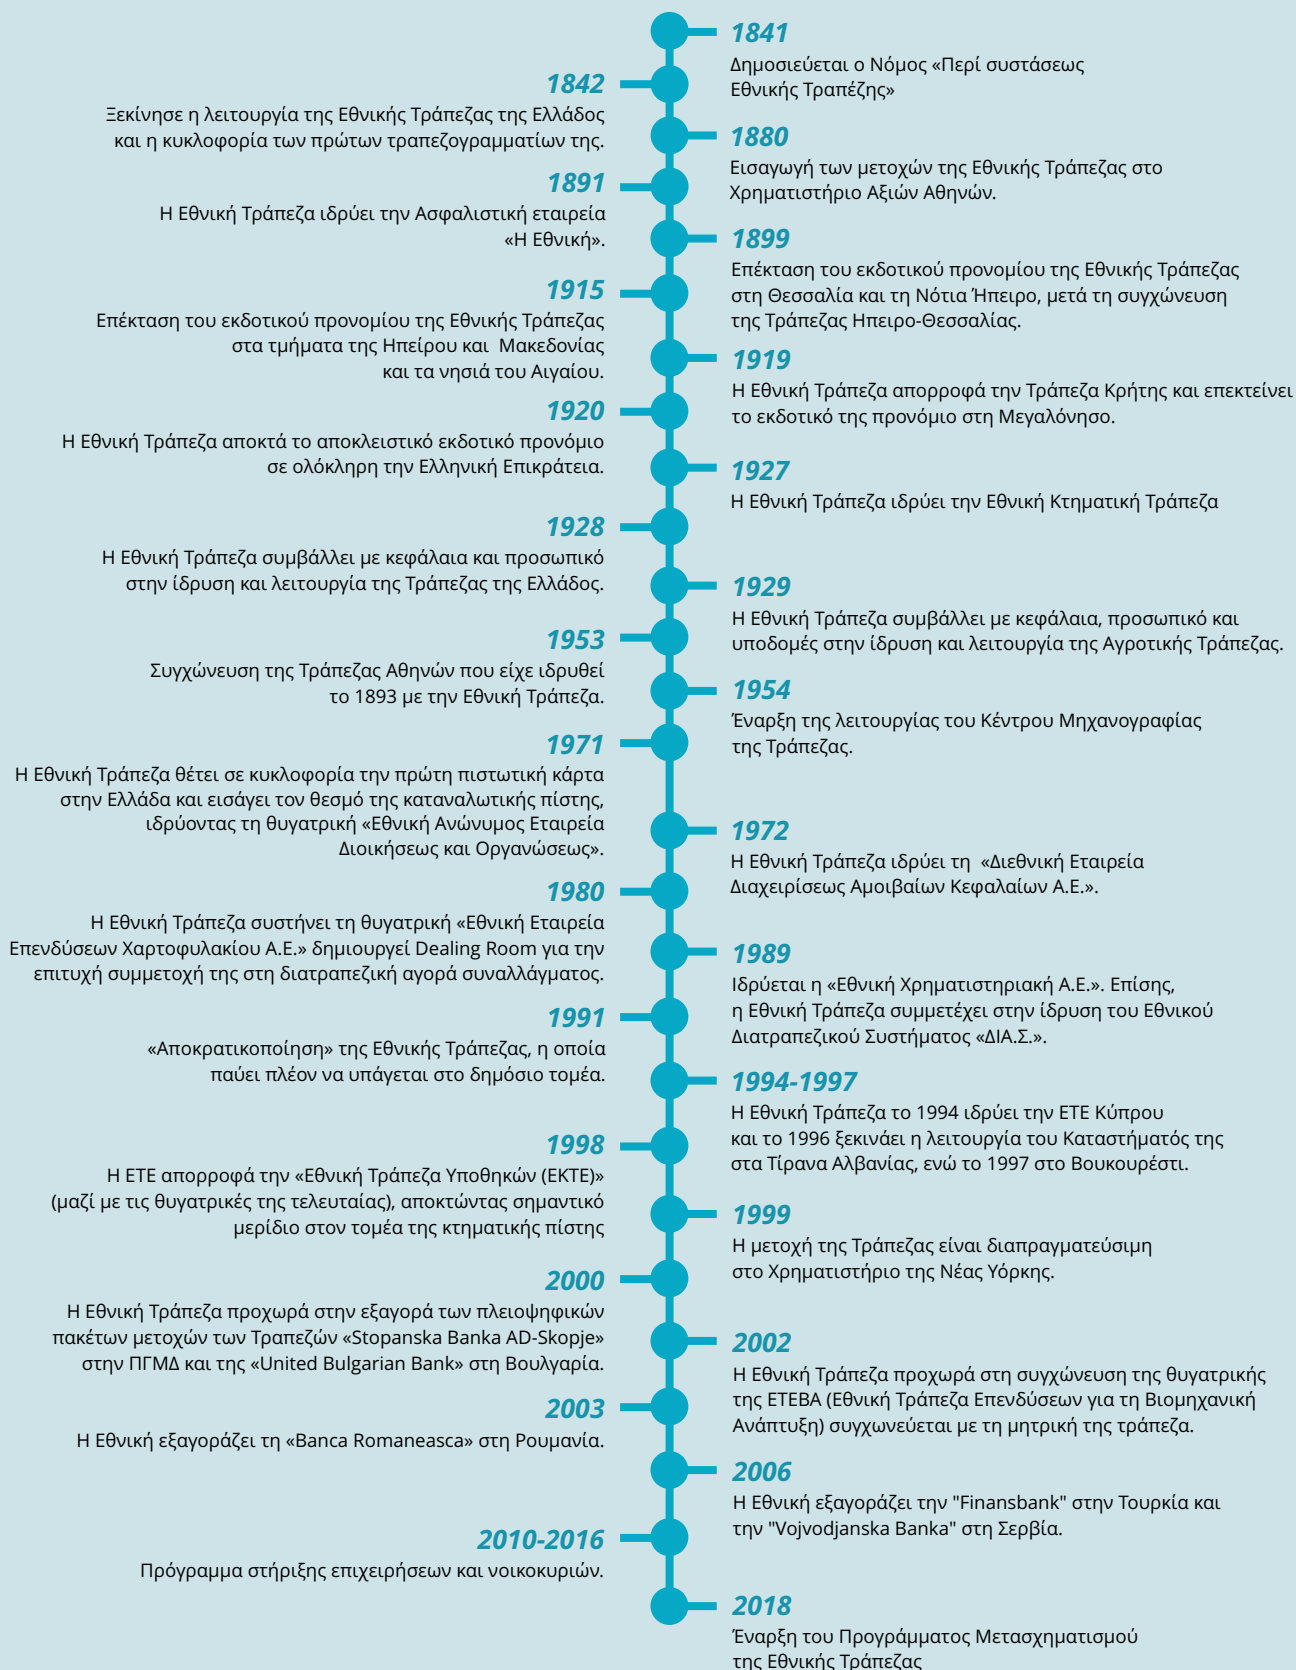 1841
Δημοσιεύεται ο Νόμος «Περί συστάσεως
Εθνικής Τραπέζης»
1842
Ξεκίνησε η λειτουργία της Εθνικής Τράπεζας της Ελλάδος
και η κυκλοφορία των πρώτων τραπεζογραμματίων της.
1880
Εισαγωγή των μετοχών της Εθνικής Τράπεζας στο
Χρηματιστήριο Αξιών Αθηνών.
1891
Η Εθνική Τράπεζα ιδρύει την Ασφαλιστική εταιρεία
«Η Εθνική».
1899
Επέκταση του εκδοτικού προνομίου της Εθνικής Τράπεζας
στη Θεσσαλία και τη Νότια Ήπειρο, μετά τη συγχώνευση
της Τράπεζας Ηπειρο-Θεσσαλίας.
1915
Επέκταση του εκδοτικού προνομίου της Εθνικής Τράπεζας
στα τμήματα της Ηπείρου και Μακεδονίας
και τα νησιά του Αιγαίου.
1919
Η Εθνική Τράπεζα απορροφά την Τράπεζα Κρήτης και επεκτείνει
το εκδοτικό της προνόμιο στη Μεγαλόνησο.
1920
Η Εθνική Τράπεζα αποκτά το αποκλειστικό εκδοτικό προνόμιο
σε ολόκληρη την Ελληνική Επικράτεια.
1927
Η Εθνική Τράπεζα ιδρύει την Εθνική Κτηματική Τράπεζα
1928
Η Εθνική Τράπεζα συμβάλλει με κεφάλαια και προσωπικό
στην ίδρυση και λειτουργία της Τράπεζας της Ελλάδος.
1929
Η Εθνική Τράπεζα συμβάλλει με κεφάλαια, προσωπικό και
υποδομές στην ίδρυση και λειτουργία της Αγροτικής Τράπεζας.
1953
Συγχώνευση της Τράπεζας Αθηνών που είχε ιδρυθεί
το 1893 με την Εθνική Τράπεζα.
1954
Έναρξη της λειτουργίας του Κέντρου Μηχανογραφίας
της Τράπεζας.
1971
Η Εθνική Τράπεζα θέτει σε κυκλοφορία την πρώτη πιστωτική κάρτα
στην Ελλάδα και εισάγει τον θεσμό της καταναλωτικής πίστης,
ιδρύοντας τη θυγατρική «Εθνική Ανώνυμος Εταιρεία
Διοικήσεως και Οργανώσεως».
1972
Η Εθνική Τράπεζα ιδρύει τη «Διεθνική Εταιρεία
Διαχειρίσεως Αμοιβαίων Κεφαλαίων Α.Ε.».
1980
Η Εθνική Τράπεζα συστήνει τη θυγατρική «Εθνική Εταιρεία
Επενδύσεων Χαρτοφυλακίου Α.Ε.» δημιουργεί Dealing Room για την
επιτυχή συμμετοχή της στη διατραπεζική αγορά συναλλάγματος.
1989
Ιδρύεται η «Εθνική Χρηματιστηριακή Α.Ε.». Επίσης,
η Εθνική Τράπεζα συμμετέχει στην ίδρυση του Εθνικού
Διατραπεζικού Συστήματος «ΔΙΑ.Σ.».
1991
«Αποκρατικοποίηση» της Εθνικής Τράπεζας, η οποία
παύει πλέον να υπάγεται στο δημόσιο τομέα.
1994-1997
Η Εθνική Τράπεζα το 1994 ιδρύει την ΕΤΕ Κύπρου
και το 1996 ξεκινάει η λειτουργία του Καταστήματός της
στα Τίρανα Αλβανίας, ενώ το 1997 στο Βουκουρέστι.
1998
Η ΕΤΕ απορροφά την «Εθνική Τράπεζα Υποθηκών (ΕΚΤΕ)»
(μαζί με τις θυγατρικές της τελευταίας), αποκτώντας σημαντικό
μερίδιο στον τομέα της κτηματικής πίστης
1999
Η μετοχή της Τράπεζας είναι διαπραγματεύσιμη
στο Χρηματιστήριο της Νέας Υόρκης.
2000
Η Εθνική Τράπεζα προχωρά στην εξαγορά των πλειοψηφικών
πακέτων μετοχών των Τραπεζών «Stopanska Banka AD-Skopje»
στην ΠΓΜΔ και της «United Bulgarian Bank» στη Βουλγαρία.
2002
Η Εθνική Τράπεζα προχωρά στη συγχώνευση της θυγατρικής
της ΕΤΕΒΑ (Εθνική Τράπεζα Επενδύσεων για τη Βιομηχανική
Ανάπτυξη) συγχωνεύεται με τη μητρική της τράπεζα.
2003
Η Εθνική εξαγοράζει τη «Banca Romaneasca» στη Ρουμανία.
2006
Η Εθνική εξαγοράζει την "Finansbank" στην Τουρκία και
την "Vojvodjanska Banka" στη Σερβία.
2010-2016
Πρόγραμμα στήριξης επιχειρήσεων και νοικοκυριών.
2018
Έναρξη του Προγράμματος Μετασχηματισμού
της Εθνικής Τράπεζας